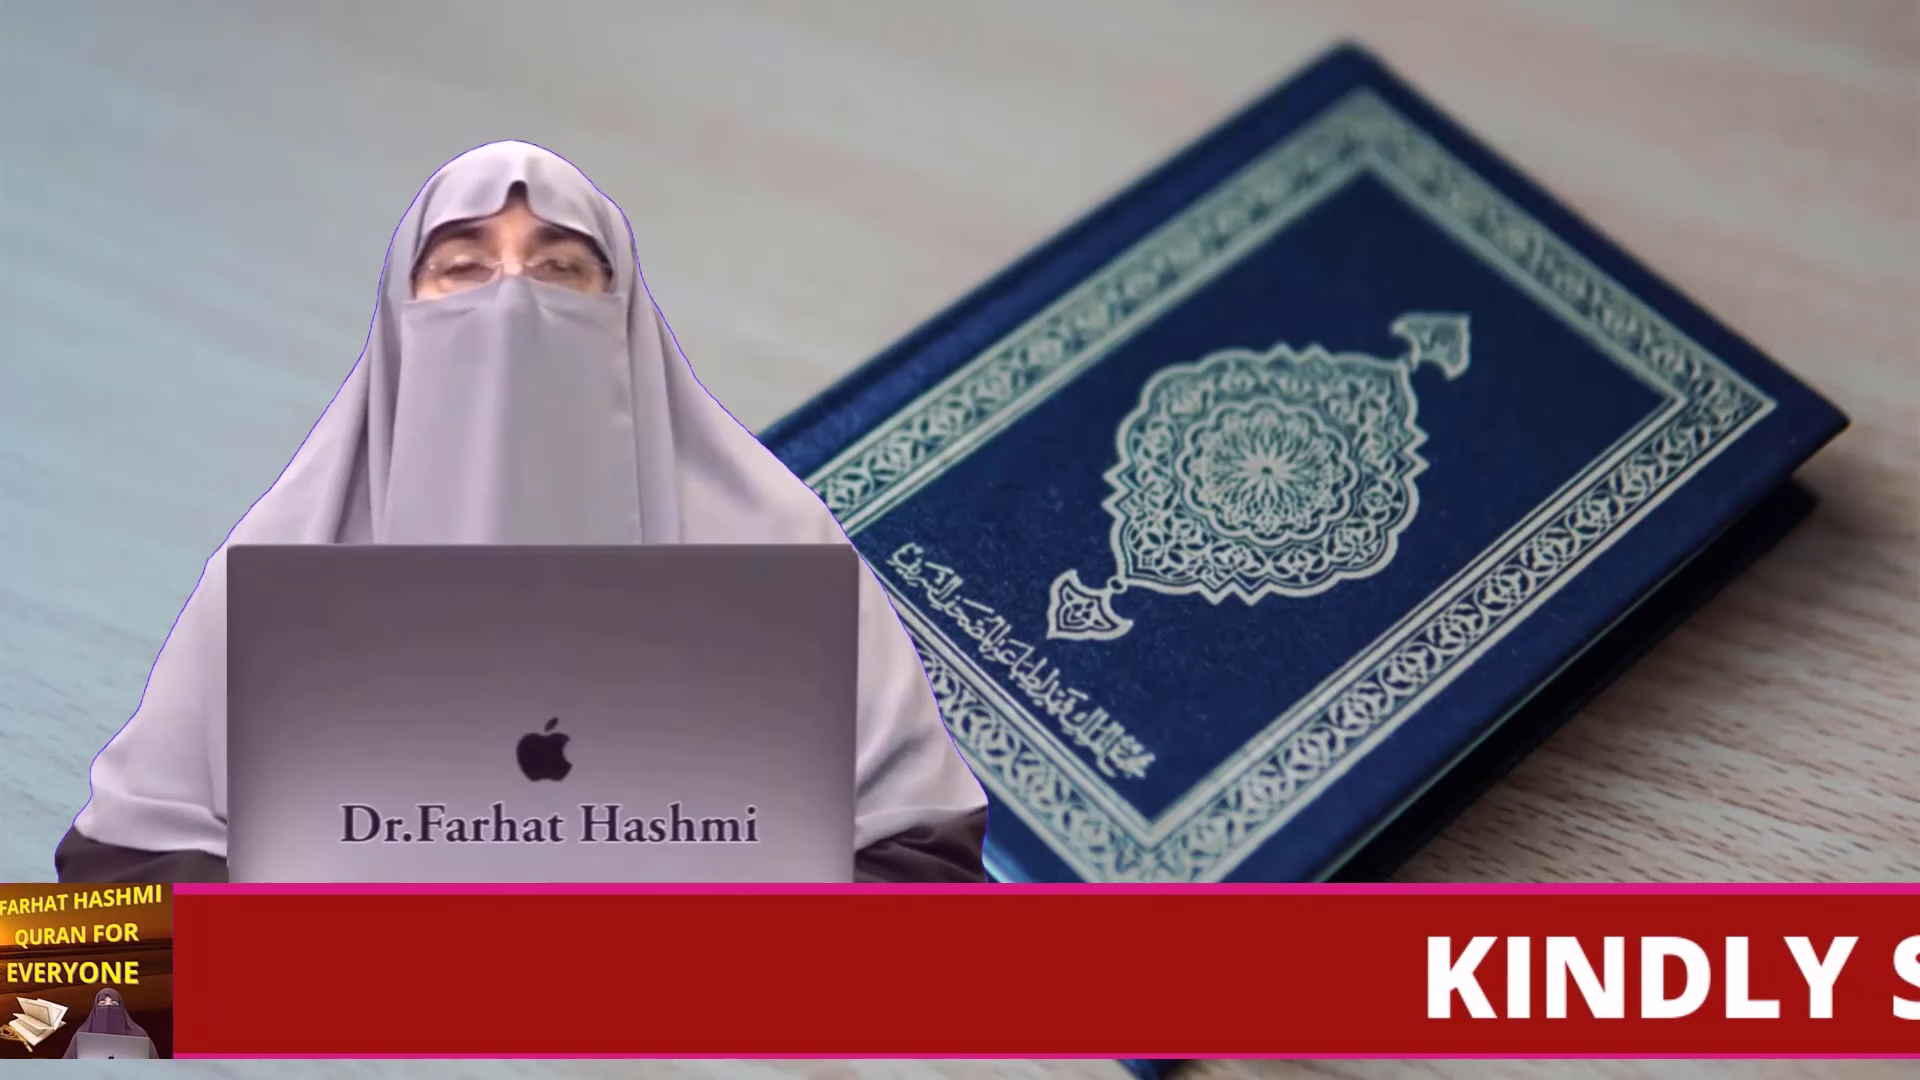 Dr.Farhat Hashmi
FARHAT HASHMI
QURAN FOR
EVERYONE
KINDLY S